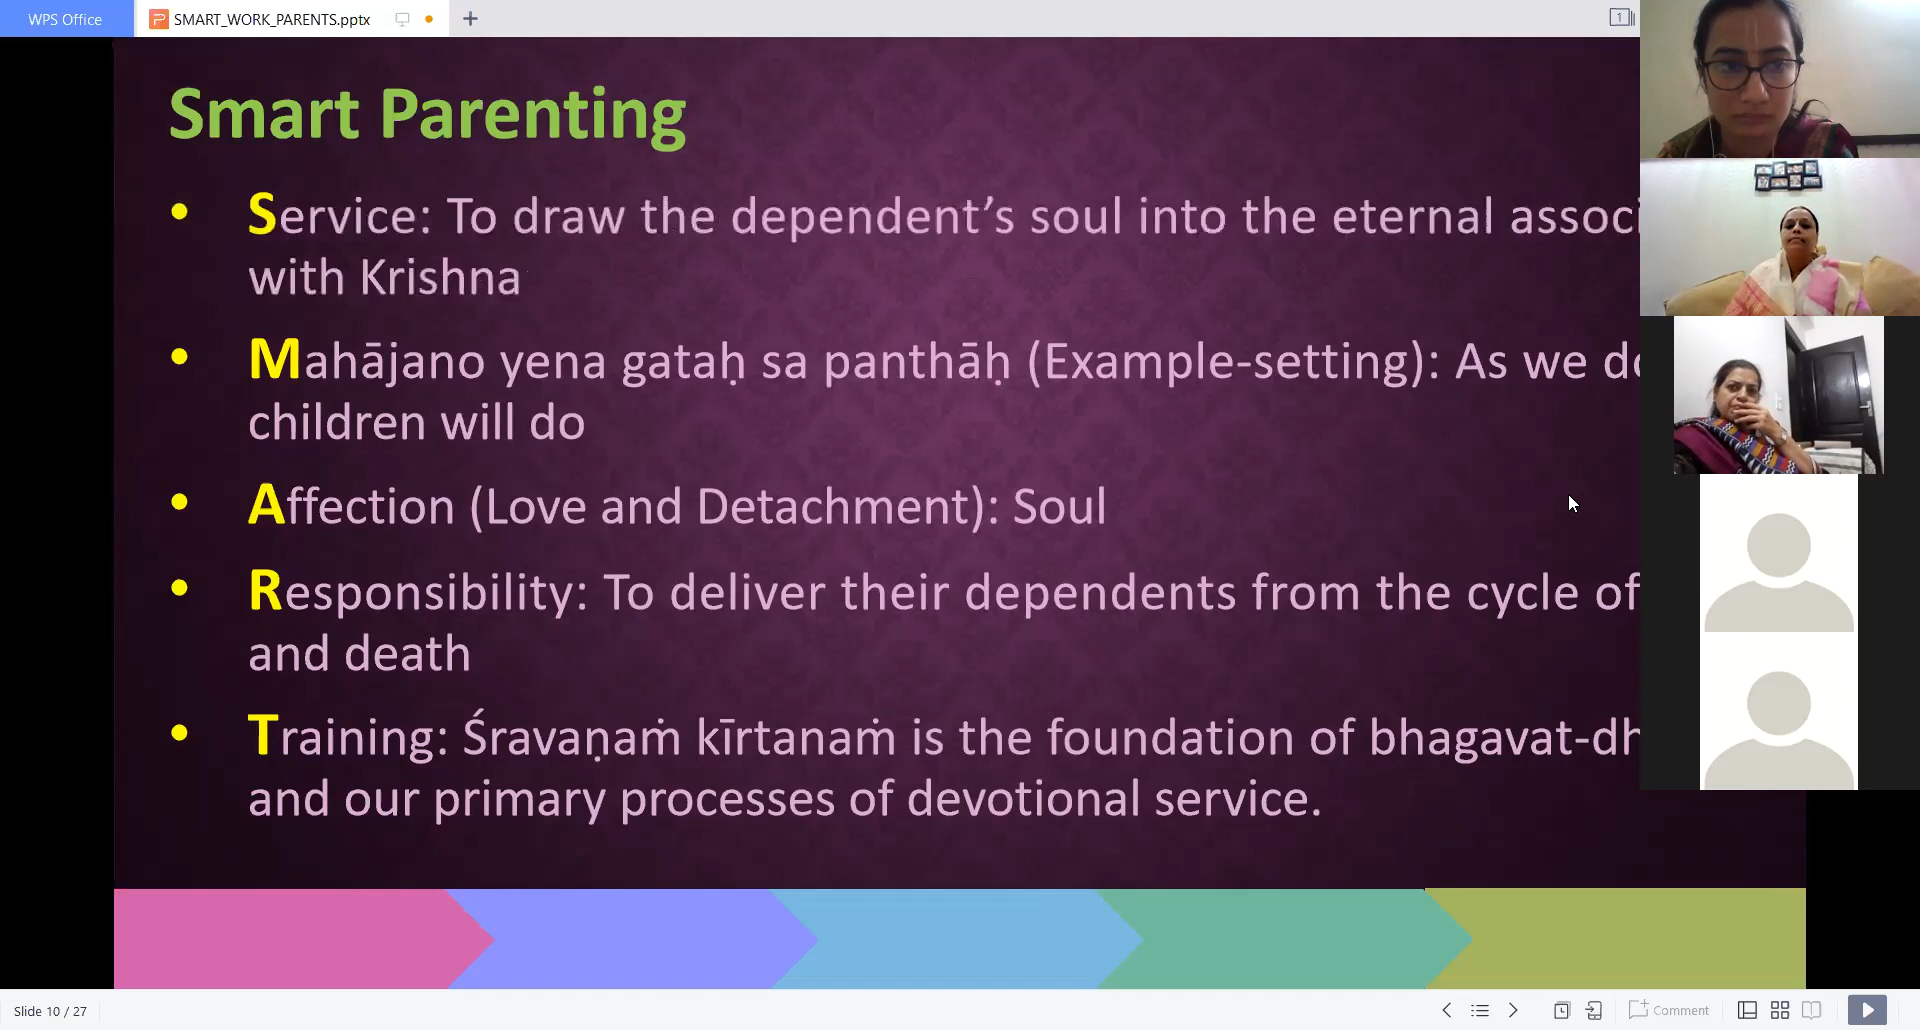 WPS Office
SMART_WORK_PARENTS.pptx
1
Smart Parenting
• Service: To draw the dependent’s soul into the eternal
with Krishna
• Mahājano yena gataḥ sa panthāḥ (Example-setting): As we
children will do
• Affection (Love and Detachment): Soul
• Responsibility: To deliver their dependents from the cycle of
and death
• Training: Śravaṇaṁ kīrtanaṁ is the foundation of
and our primary processes of devotional service.
Slide 10 / 27
Comment